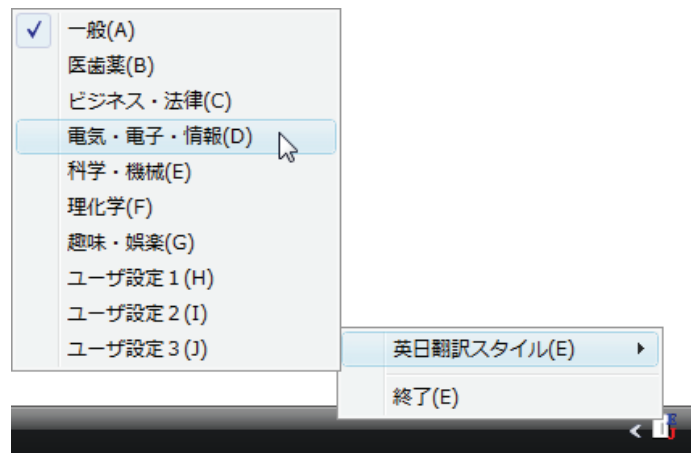 一般(A)
医歯薬(B)
ビジネス・法律(C)
電気・電子・情報(D)
科学・機械(E)
理化学(F)
趣味・娯楽(G)
ユーザ設定１(H)
ユーザ設定２(I)
ユーザ設定３(J)
英日翻訳スタイル(E)
終了(E)
E
J